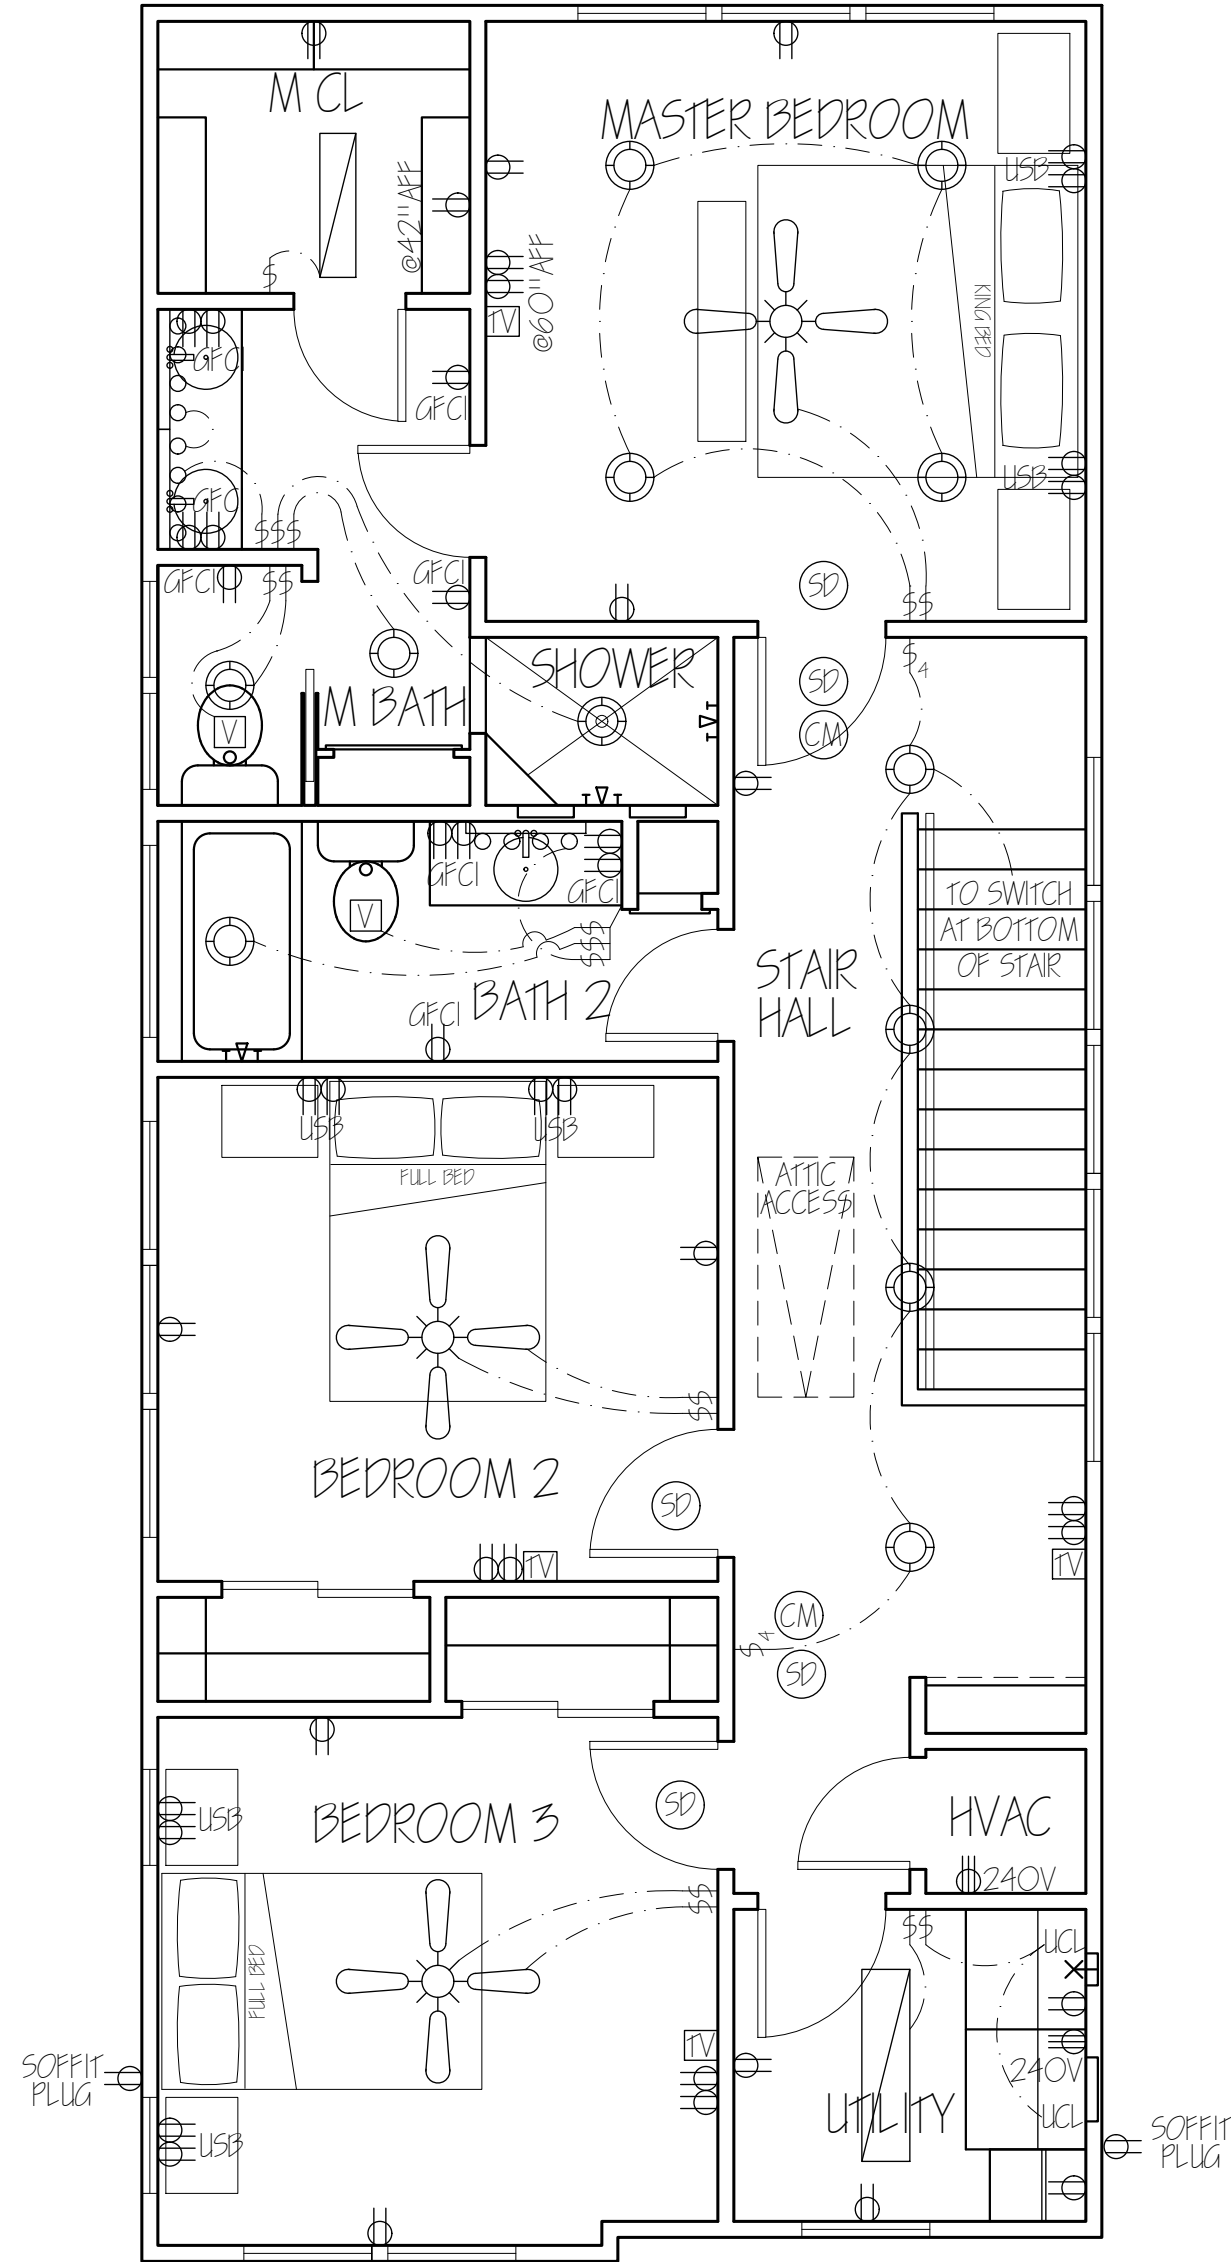 M CL
MASTER BEDROOM
USB
@42"AFF
@60"AFF
$
TV
KING BED
GFCI
GFCI
GFCI
USB
$$$
GFCI
$$
GFCI
SD
$$
SHOWER
SD
$4
M BATH
V
CM
GFCI
GFCI
TO SWITCH
AT BOTTOM
OF STAIR
V
$$$
STAIR
HALL
BATH 2
GFCI
USB
USB
FULL BED
ATTIC
ACCESS
$$
BEDROOM 2
SD
TV
TV
CM
$4
SD
SD
BEDROOM 3
USB
HVAC
240V
$$
$$
UCL
FULL BED
TV
SOFFIT
PLUG
240V
UTILITY
UCL
USB
SOFFIT
PLUG